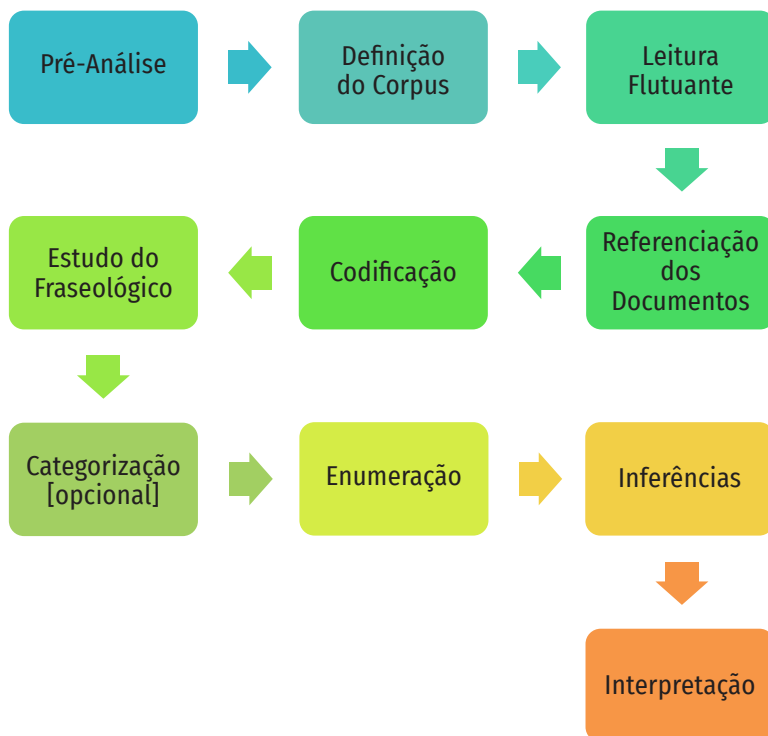 Pré-Análise
Definição
do Corpus
Leitura
Flutuante
Referenciação
dos
Documentos
Codificação
Estudo do
Fraseológico
Categorização
[opcional]
Enumeração
Inferências
Interpretação